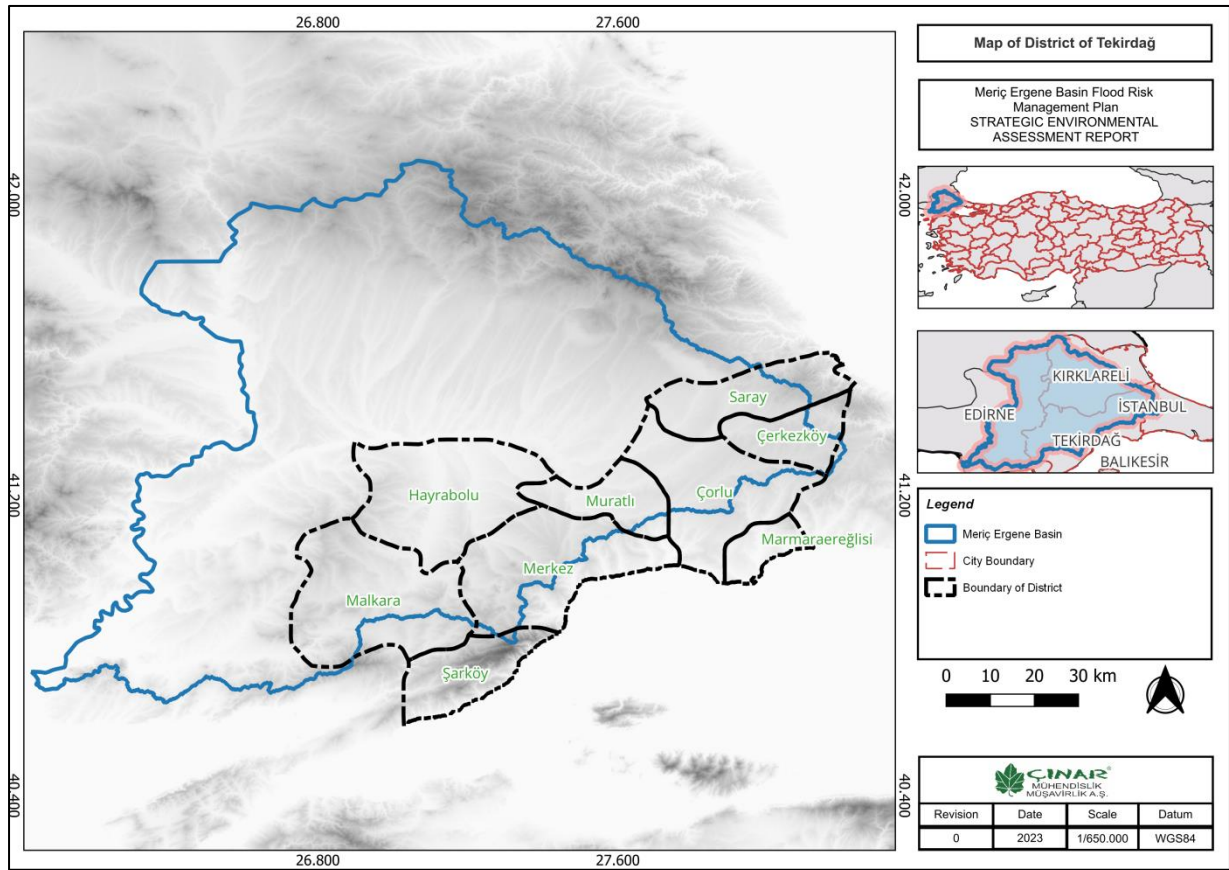 26.800
27.600
42.000
42.000
41.200
41.200
40.400
40.400
26.800
27.600
Saray
Çerkezköy
Hayrabolu
Muratlı
Çorlu
Marmaraereğlisi
Merkez
Malkara
Şarköy
Map of District of Tekirdağ
Meriç Ergene Basin Flood Risk
Management Plan
STRATEGIC ENVIRONMENTAL
ASSESSMENT REPORT
KIRKLARELİ
EDİRNE
İSTANBUL
TEKİRDAĞ
BALIKESİR
Legend
Meriç Ergene Basin
City Boundary
Boundary of District
0 10 20 30 km
ÇINAR®
MÜHENDİSLİK
MÜŞAVİRLİK A.Ş.
Revision Date Scale Datum
0 2023 1/650.000 WGS84